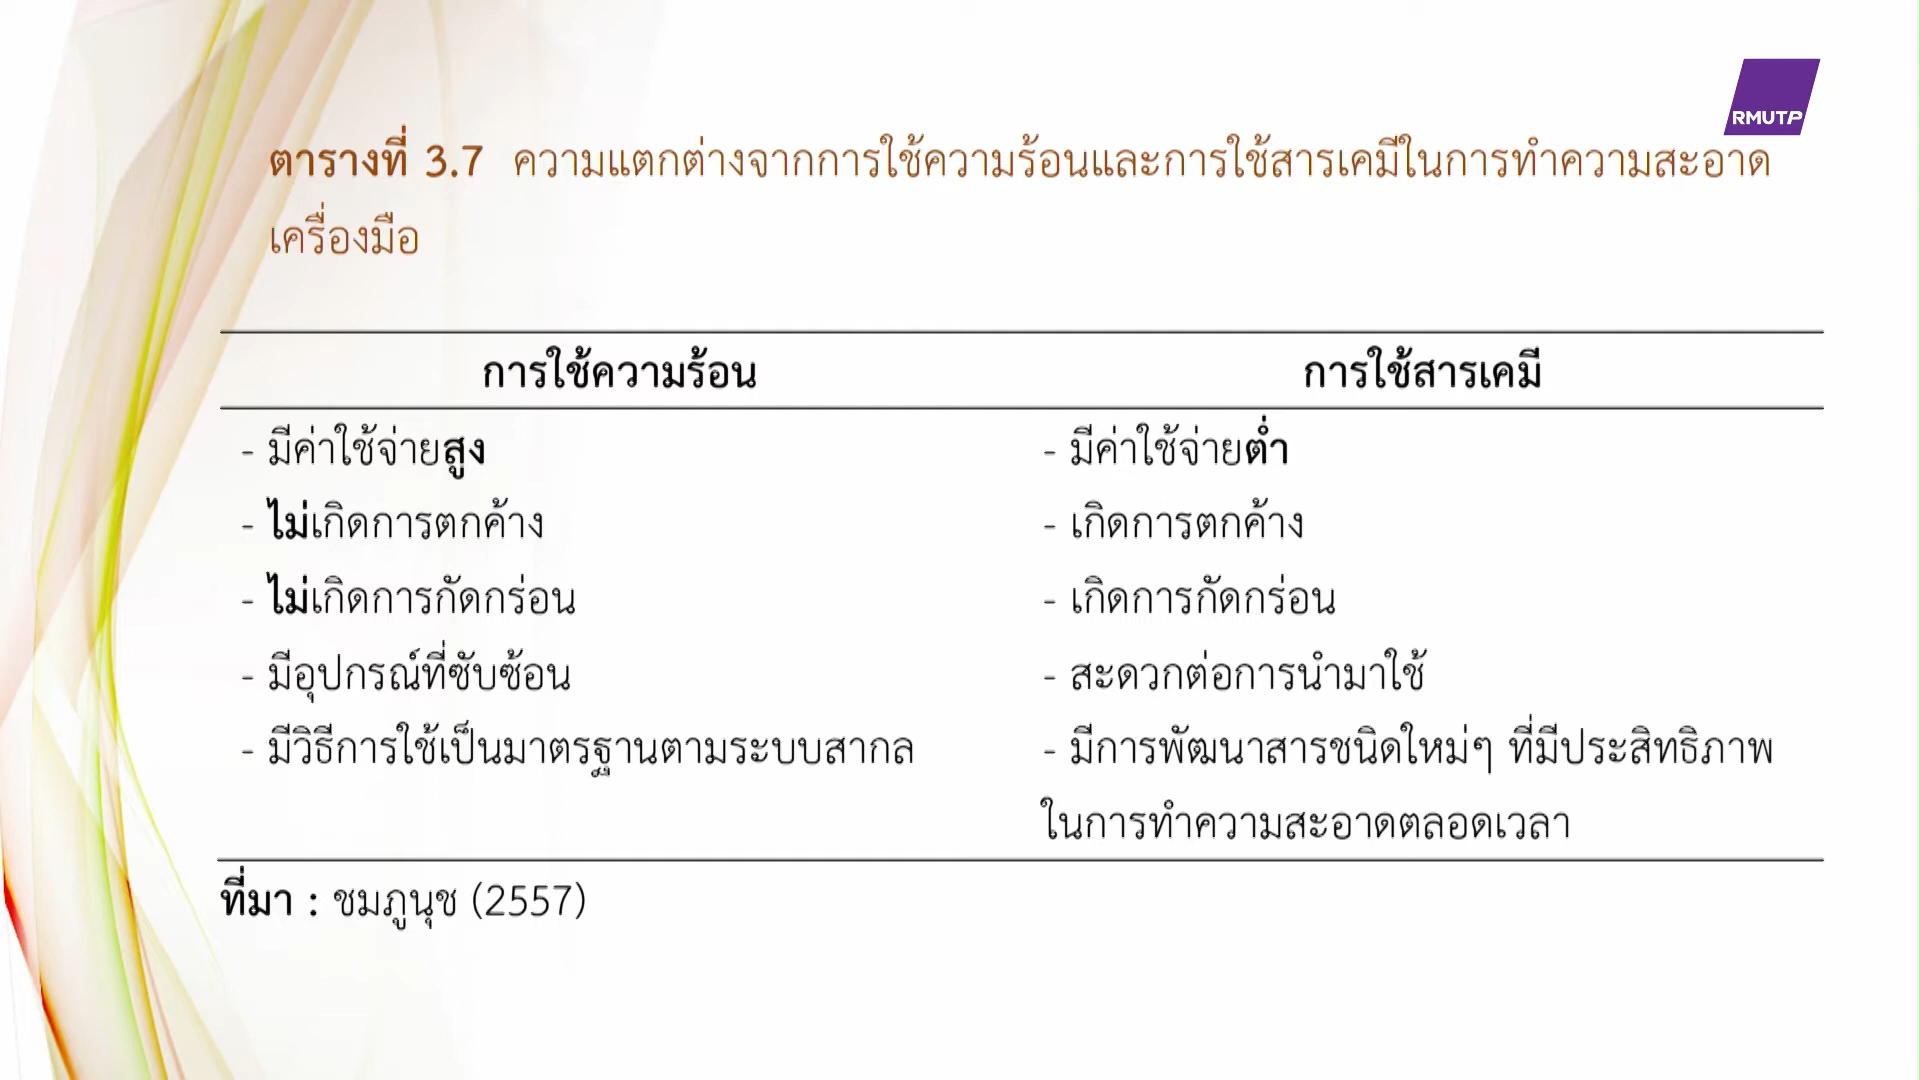 RMUTP
ตารางที่ 3.7 ความแตกต่างจากการใช้ความร้อนและการใช้สารเคมีในการทำความสะอาด
เครื่องมือ
การใช้ความร้อน การใช้สารเคมี
- มีค่าใช้จ่ายสูง - มีค่าใช้จ่ายต่ำ
- ไม่เกิดการตกค้าง - เกิดการตกค้าง
- ไม่เกิดการกัดกร่อน - เกิดการกัดกร่อน
- มีอุปกรณ์ที่ซับซ้อน - สะดวกต่อการนำมาใช้
- มีวิธีการใช้เป็นมาตรฐานตามระบบสากล - มีการพัฒนาสารชนิดใหม่ๆ ที่มีประสิทธิภาพ
ในการทำความสะอาดตลอดเวลา
ที่มา : ชมภูนุช (2557)